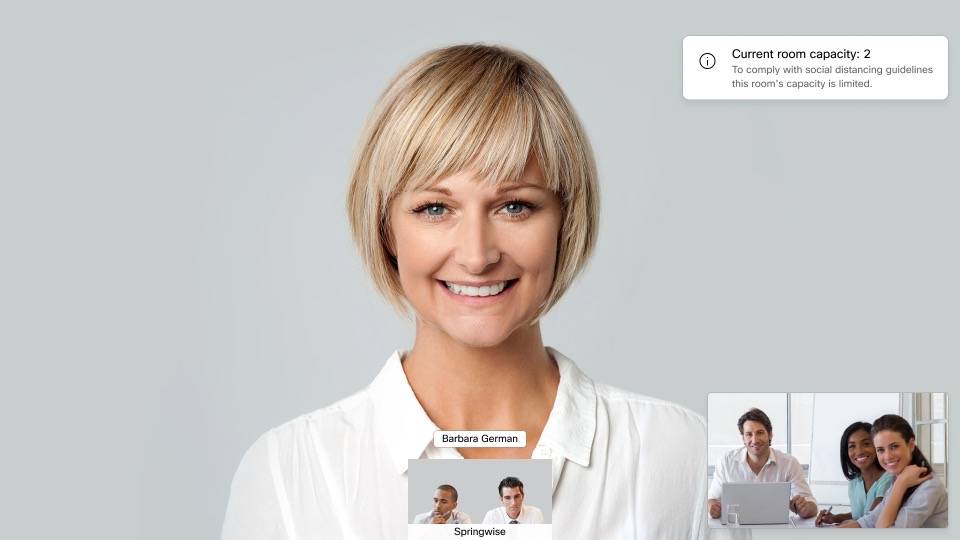 Current room capacity: 2
To comply with social distancing guidelines
this room's capacity is limited.
Barbara German
Springwise